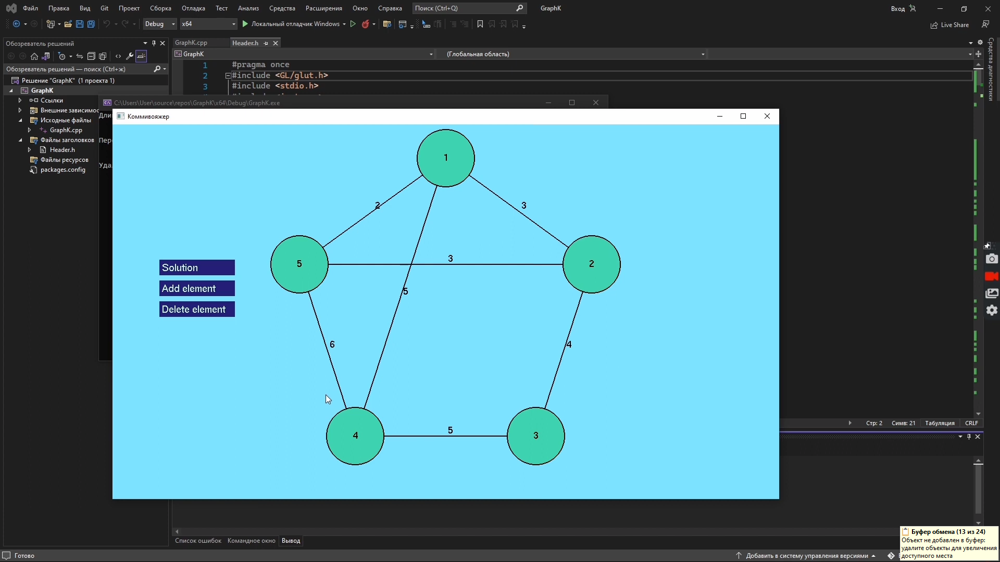 Файл Правка Вид Git Проект Сборка Отладка Тест Анализ Средства Расширения Окно Справка Поиск (Ctrl+Q) GraphK Вход
Debug x64 Локальный отладчик Windows Live Share
Обозреватель решений
GraphK.cpp Header.h
GraphK (Глобальная область)
Обозреватель решений — поиск (Ctrl+ж)
Решение "GraphK" (1 проекта 1)
GraphK
Ссылки
Внешние зависимос
Исходные файлы
GraphK.cpp
Файлы заголовков
Header.h
Файлы ресурсов
packages.config
1 #pragma once
2 #include <GL/glut.h>
3 #include <stdio.h>
C:\Users\User\source\repos\GraphK\x64\Debug\GraphK.exe
Дли
Пер
Уда
Коммивояжер
1
2
3
5
3
2
Solution
Add element
Delete element
5
6
4
4
5
3
Средства диагностики
Стр: 2 Симв: 21 Табуляция CRLF
Список ошибок Командное окно Вывод
Готово
Добавить в систему управления версиями
Буфер обмена (13 из 24)
Объект не добавлен в буфер:
удалите объекты для увеличения
доступного места